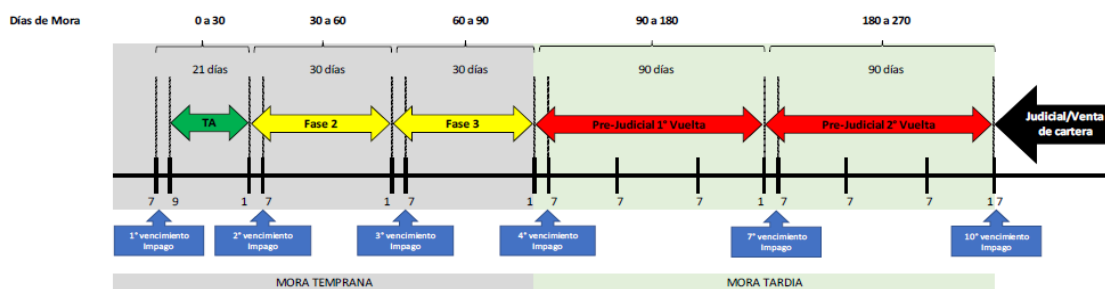 Días de Mora 0 a 30 30 a 60 60 a 90 90 a 180 180 a 270
21 días 30 días 30 días 90 días 90 días
TA Fase 2 Fase 3 Pre-Judicial 1° Vuelta Pre-Judicial 2° Vuelta
Judicial/Venta
de cartera
7 9 1 7 1 7 1 7 7 7 1 7 7 7 1 7
1° vencimiento
Impago
2° vencimiento
Impago
3° vencimiento
Impago
4° vencimiento
Impago
7° vencimiento
Impago
10° vencimiento
Impago
MORA TEMPRANA MORA TARDIA